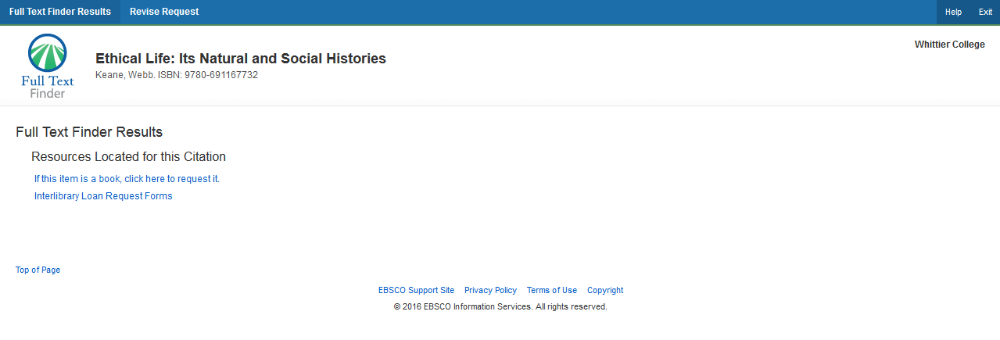 Full Text Finder Results Revise Request Help Exit
Whittier College
Full Text
Finder
Ethical Life: Its Natural and Social Histories
Keane, Webb. ISBN: 9780-691167732
Full Text Finder Results
Resources Located for this Citation
If this item is a book, click here to request it.
Interlibrary Loan Request Forms
Top of Page
EBSCO Support Site Privacy Policy Terms of Use Copyright
© 2016 EBSCO Information Services. All rights reserved.